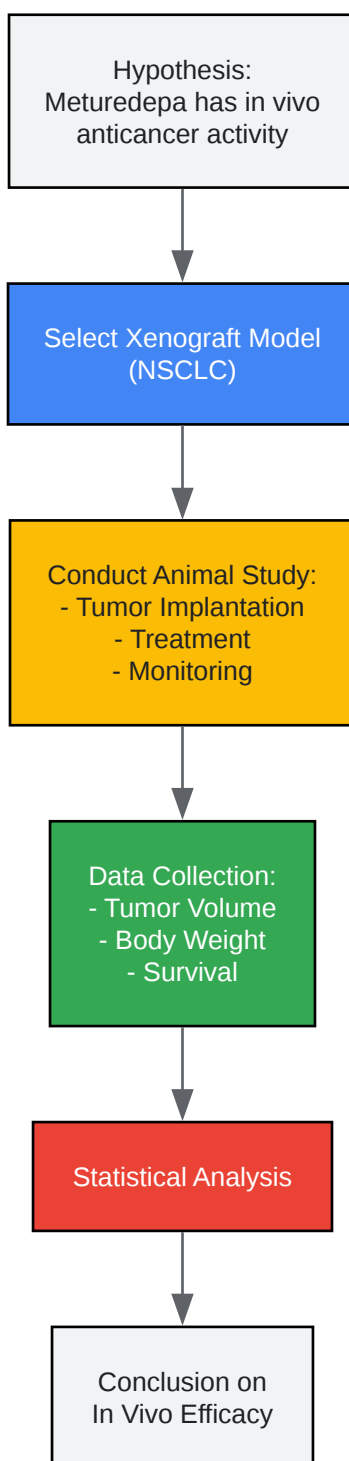 Hypothesis:
Meturedepa has in vivo
anticancer activity
Select Xenograft Model
(NSCLC)
Conduct Animal Study:
- Tumor Implantation
- Treatment
- Monitoring
Data Collection:
- Tumor Volume
- Body Weight
- Survival
Statistical Analysis
Conclusion on
In Vivo Efficacy